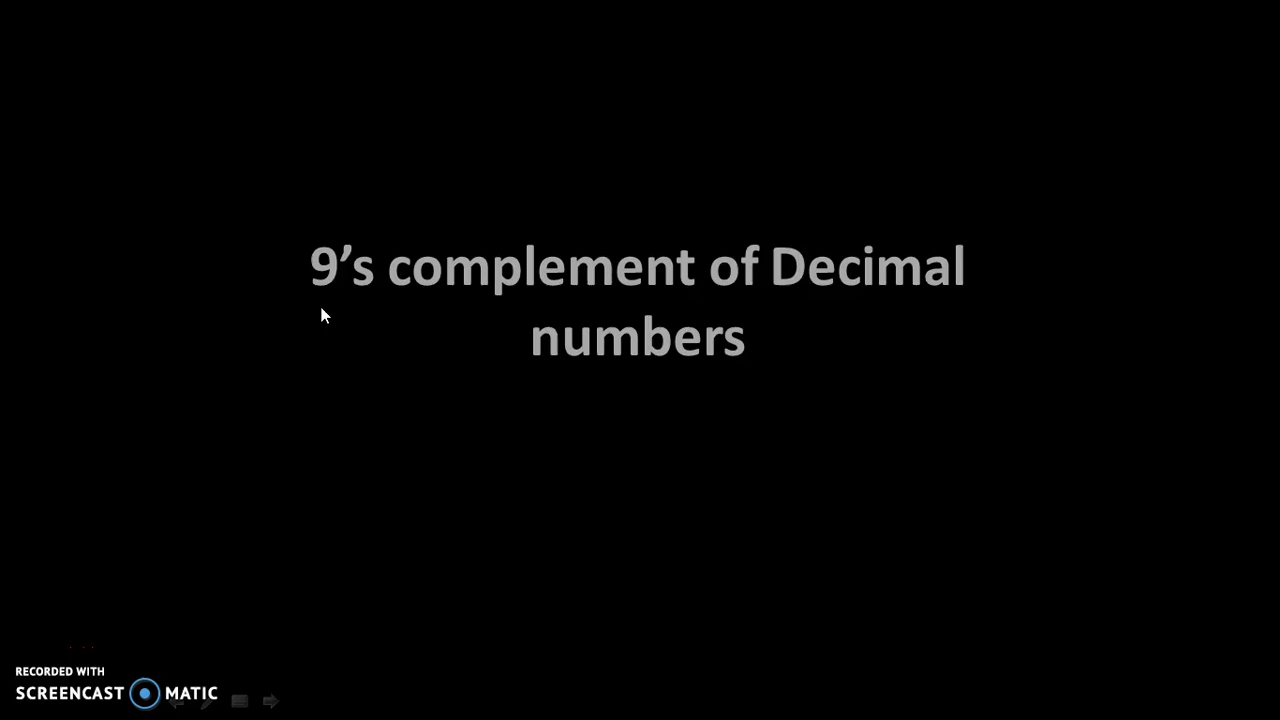 9’s complement of Decimal
numbers
RECORDED WITH
SCREENCAST MATIC